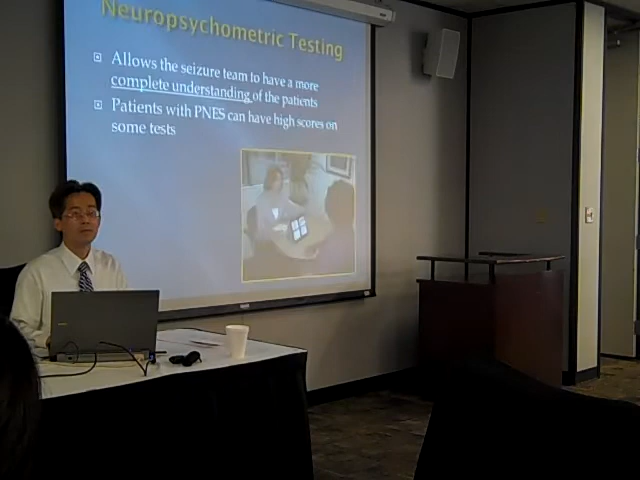 Neuropsychometric Testing
Allows the seizure team to have a more
complete understanding of the patients
Patients with PNES can have high scores on
some tests